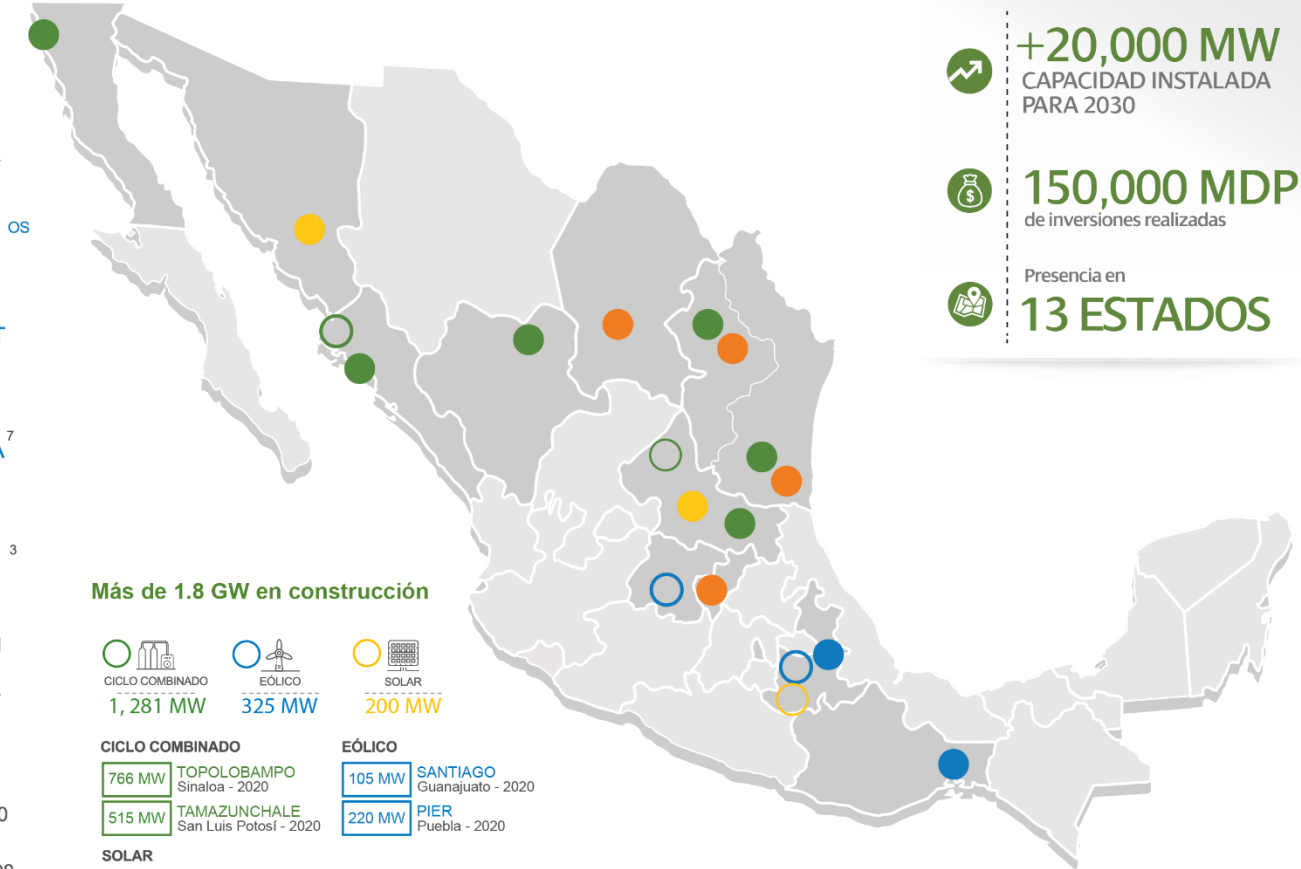 +20,000 MW
CAPACIDAD INSTALADA
PARA 2030
150,000 MDP
de inversiones realizadas
Presencia en
13 ESTADOS
OS
7
3
Más de 1.8 GW en construcción
CICLO COMBINADO
EÓLICO
SOLAR
1, 281 MW
325 MW
200 MW
CICLO COMBINADO
766 MW TOPOLOBAMPO
Sinaloa - 2020
515 MW TAMAZUNCHALE
San Luis Potosí - 2020
EÓLICO
105 MW SANTIAGO
Guanajuato - 2020
220 MW PIER
Puebla - 2020
SOLAR